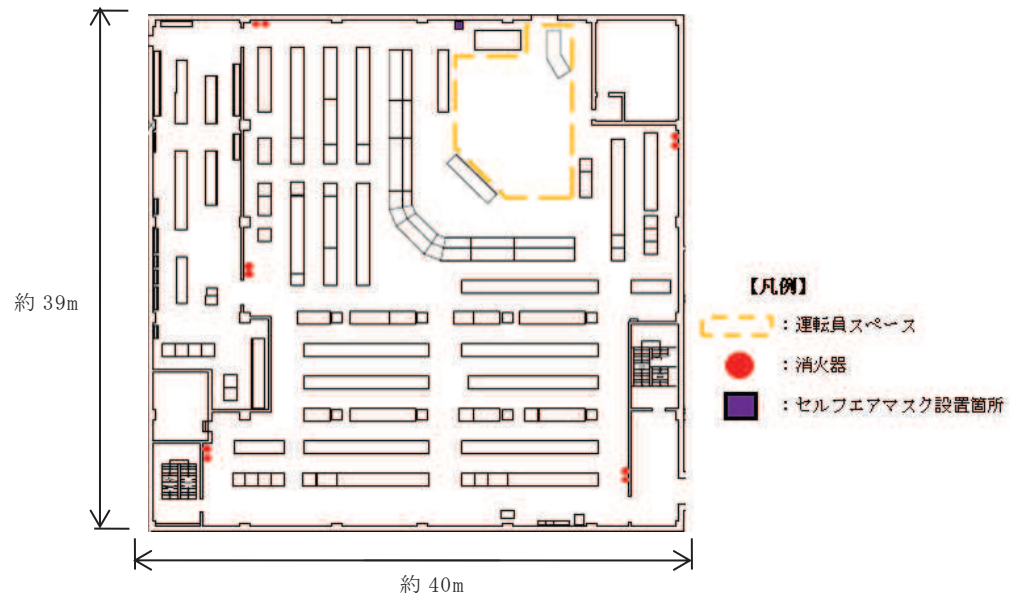 約 39m
【凡例】
：運転員スペース
：消火器
：セルフエアマスク設置箇所
約 40m